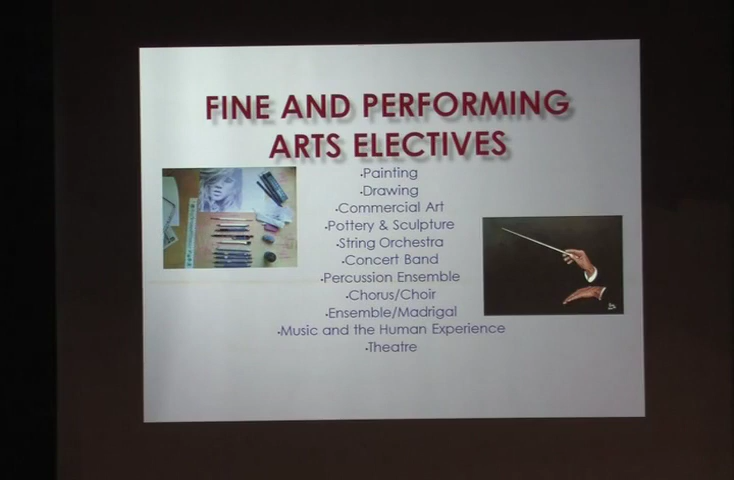 FINE AND PERFORMING
ARTS ELECTIVES
•Painting
•Drawing
•Commercial Art
•Pottery & Sculpture
•String Orchestra
•Concert Band
•Percussion Ensemble
•Chorus/Choir
•Ensemble/Madrigal
•Music and the Human Experience
•Theatre